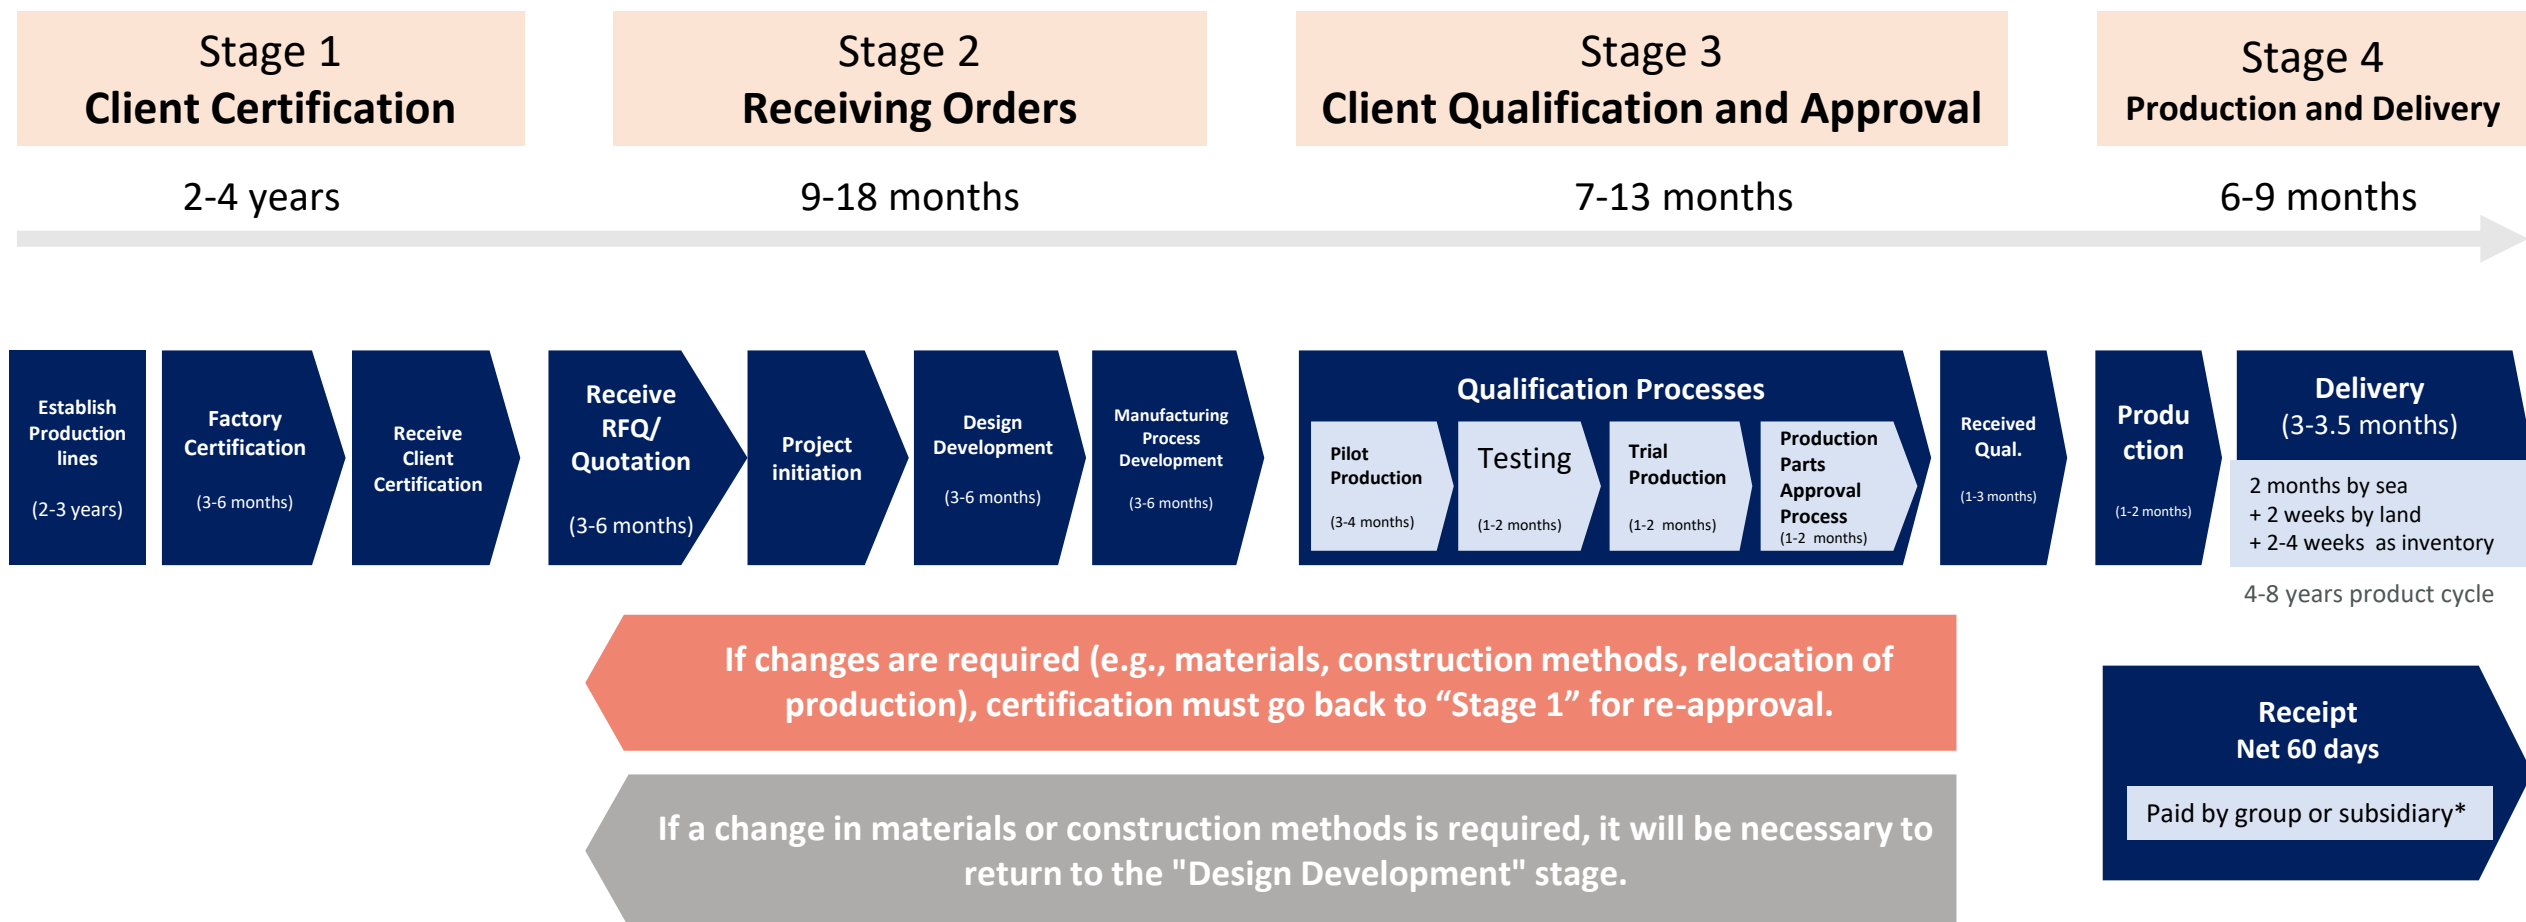 Stage 1
Client Certification
Stage 2
Receiving Orders
Stage 3
Client Qualification and Approval
Stage 4
Production and Delivery
2-4 years
9-18 months
7-13 months
6-9 months
Establish
Production
lines
(2-3 years)
Factory
Certification
(3-6 months)
Receive
Client
Certification
Receive
RFQ/
Quotation
(3-6 months)
Project
initiation
Design
Development
(3-6 months)
Manufacturing
Process
Development
(3-6 months)
Qualification Processes
Pilot
Production
(3-4 months)
Testing
(1-2 months)
Trial
Production
(1-2 months)
Production
Parts
Approval
Process
(1-2 months)
Received
Qual.
(1-3 months)
Produ
ction
(1-2 months)
Delivery
(3-3.5 months)
2 months by sea
+ 2 weeks by land
+ 2-4 weeks as inventory
4-8 years product cycle
If changes are required (e.g., materials, construction methods, relocation of
production), certification must go back to “Stage 1” for re-approval.
If a change in materials or construction methods is required, it will be necessary to
return to the "Design Development" stage.
Receipt
Net 60 days
Paid by group or subsidiary*